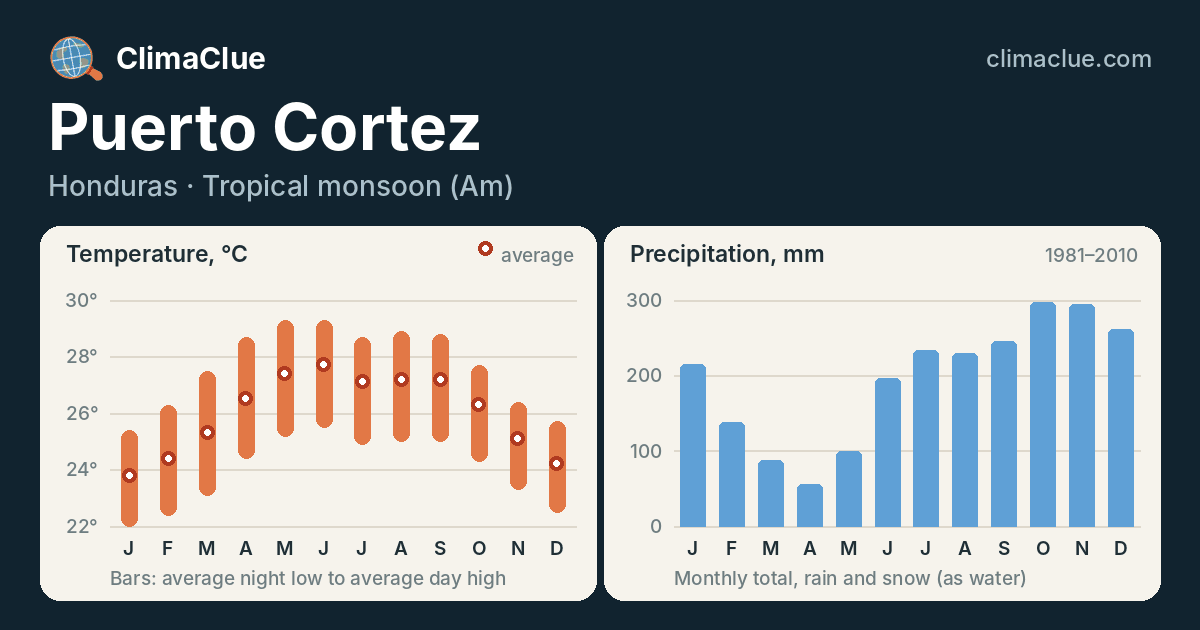 ClimaClue
climaclue.com
Puerto Cortez
Honduras · Tropical monsoon (Am)
Temperature, °C
average
30°
28°
26°
24°
22°
J F M A M J J A S O N D
Bars: average night low to average day high
Precipitation, mm
1981–2010
300
200
100
0
J F M A M J J A S O N D
Monthly total, rain and snow (as water)